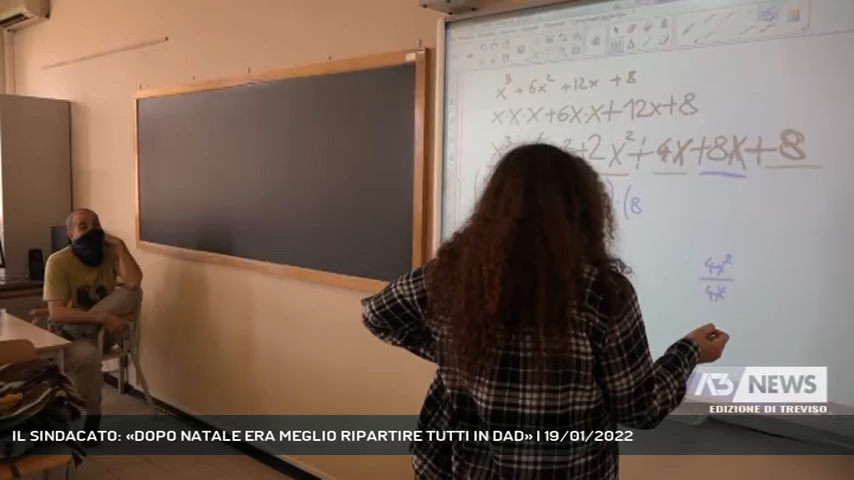 x³ + 6x² + 12x + 8
x·x·x+6x·x+12x+8
2x²+4x+8x+8
(8
4x²
4x
A3 NEWS
EDIZIONE DI TREVISO
IL SINDACATO: «DOPO NATALE ERA MEGLIO RIPARTIRE TUTTI IN DAD» | 19/01/2022